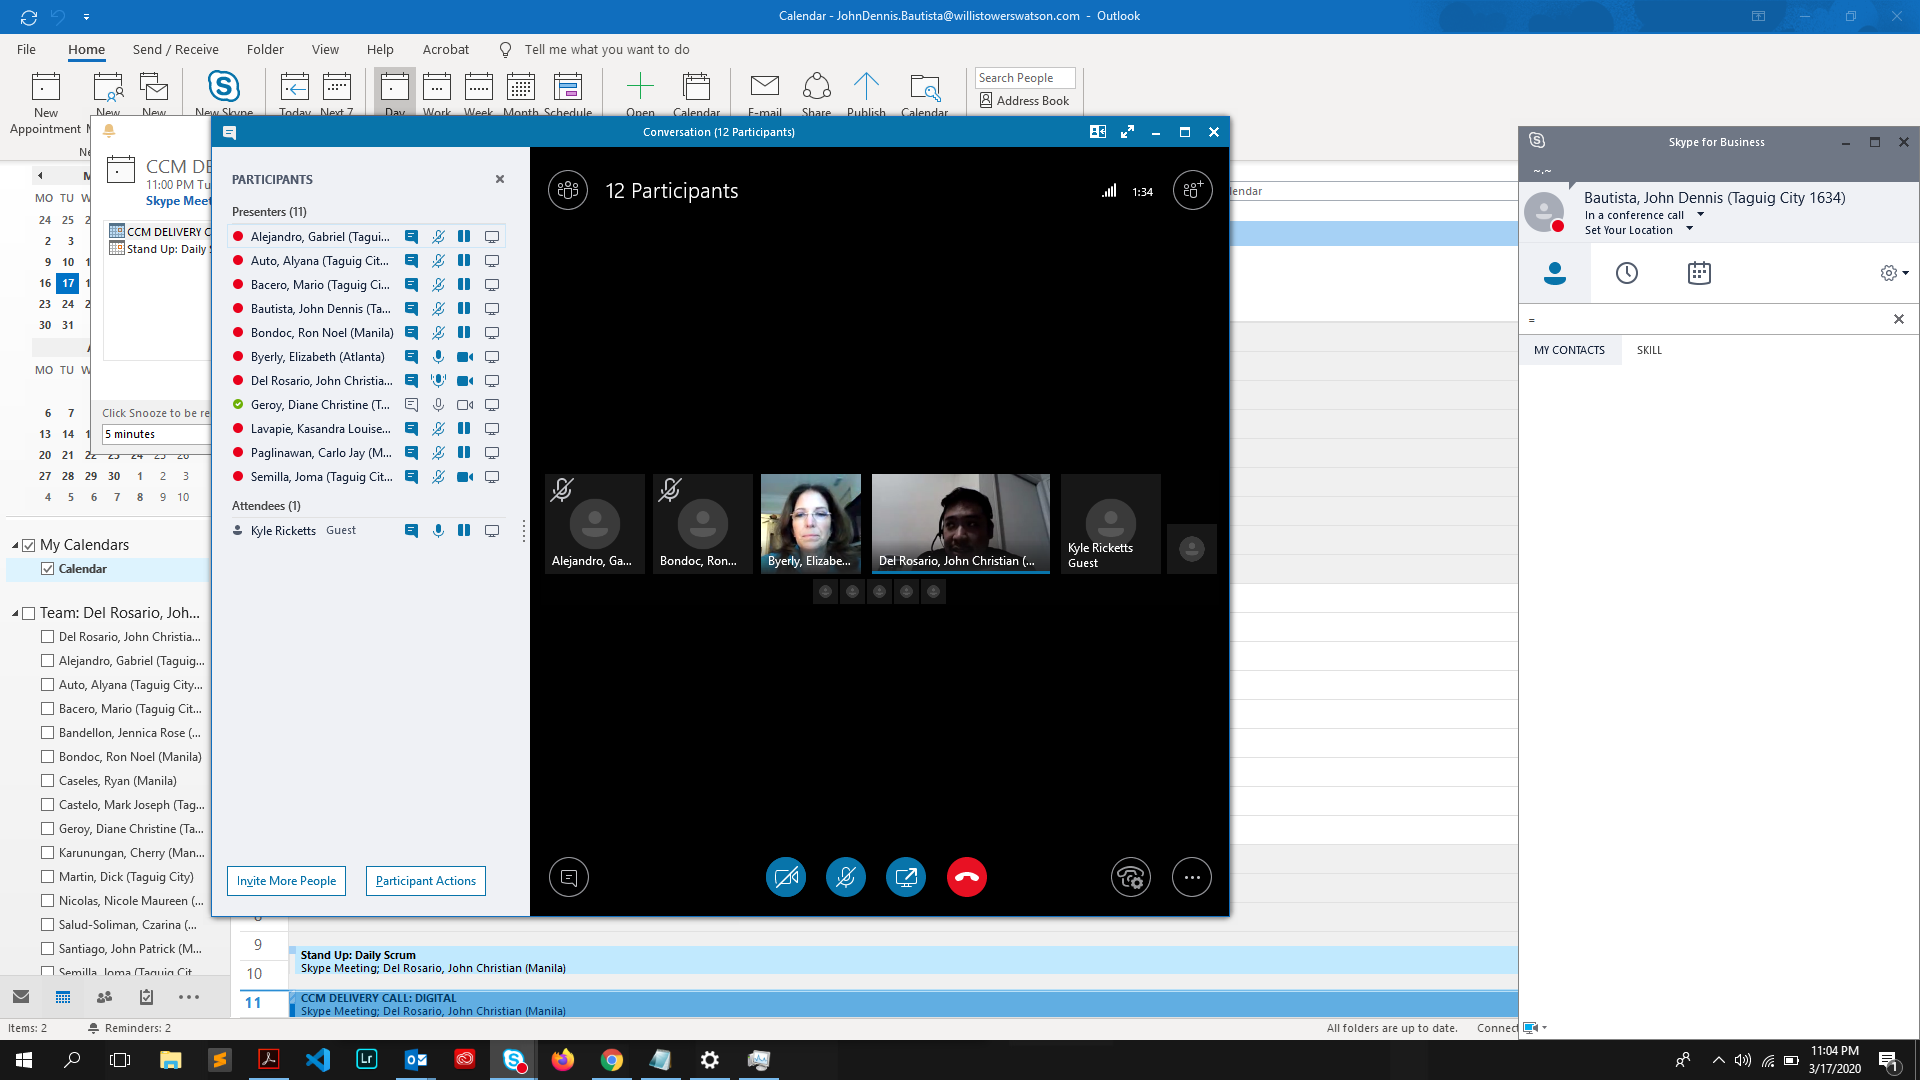 Calendar - JohnDennis.Bautista@willistowerswatson.com - Outlook
File Home Send / Receive Folder View Help Acrobat Tell me what you want to do
New Appointment
New
New
New Skype
Today Next 7
Day Work Week Month Schedule
Open Calendar
E-mail Share Publish Calendar
Search People
Address Book
CCM DE
11:00 PM Tu
Skype Meet
CCM DELIVERY C
Stand Up: Daily S
Click Snooze to be re
5 minutes
MO TU W
24 25 2
2 3
9 10 1
16 17 1
23 24 2
30 31
MO TU W
6 7
13 14 1
20 21 22 23 24 25 26
27 28 29 30 1 2 3
4 5 6 7 8 9 10
My Calendars
Calendar
Team: Del Rosario, Joh...
Del Rosario, John Christia...
Alejandro, Gabriel (Taguig...
Auto, Alyana (Taguig City...
Bacero, Mario (Taguig Cit...
Bandellon, Jennica Rose (...
Bondoc, Ron Noel (Manila)
Caseles, Ryan (Manila)
Castelo, Mark Joseph (Tag...
Geroy, Diane Christine (Ta...
Karunungan, Cherry (Man...
Martin, Dick (Taguig City)
Nicolas, Nicole Maureen (...
Salud-Soliman, Czarina (...
Santiago, John Patrick (M...
Semilla, Joma (Taguig Cit...
Items: 2 Reminders: 2
Conversation (12 Participants)
PARTICIPANTS
Presenters (11)
Alejandro, Gabriel (Tagui...
Auto, Alyana (Taguig Cit...
Bacero, Mario (Taguig Ci...
Bautista, John Dennis (Ta...
Bondoc, Ron Noel (Manila)
Byerly, Elizabeth (Atlanta)
Del Rosario, John Christia...
Geroy, Diane Christine (T...
Lavapie, Kasandra Louise...
Paglinawan, Carlo Jay (M...
Semilla, Joma (Taguig Cit...
Attendees (1)
Kyle Ricketts Guest
Invite More People Participant Actions
12 Participants
1:34
Alejandro, Ga...
Bondoc, Ron...
Byerly, Elizabe...
Del Rosario, John Christian (...
Kyle Ricketts
Guest
lendar
8
9
10
11
Stand Up: Daily Scrum
Skype Meeting; Del Rosario, John Christian (Manila)
CCM DELIVERY CALL: DIGITAL
Skype Meeting; Del Rosario, John Christian (Manila)
All folders are up to date. Connect
Skype for Business
~.~
Bautista, John Dennis (Taguig City 1634)
In a conference call
Set Your Location
=
MY CONTACTS SKILL
Lr
11:04 PM
3/17/2020
1